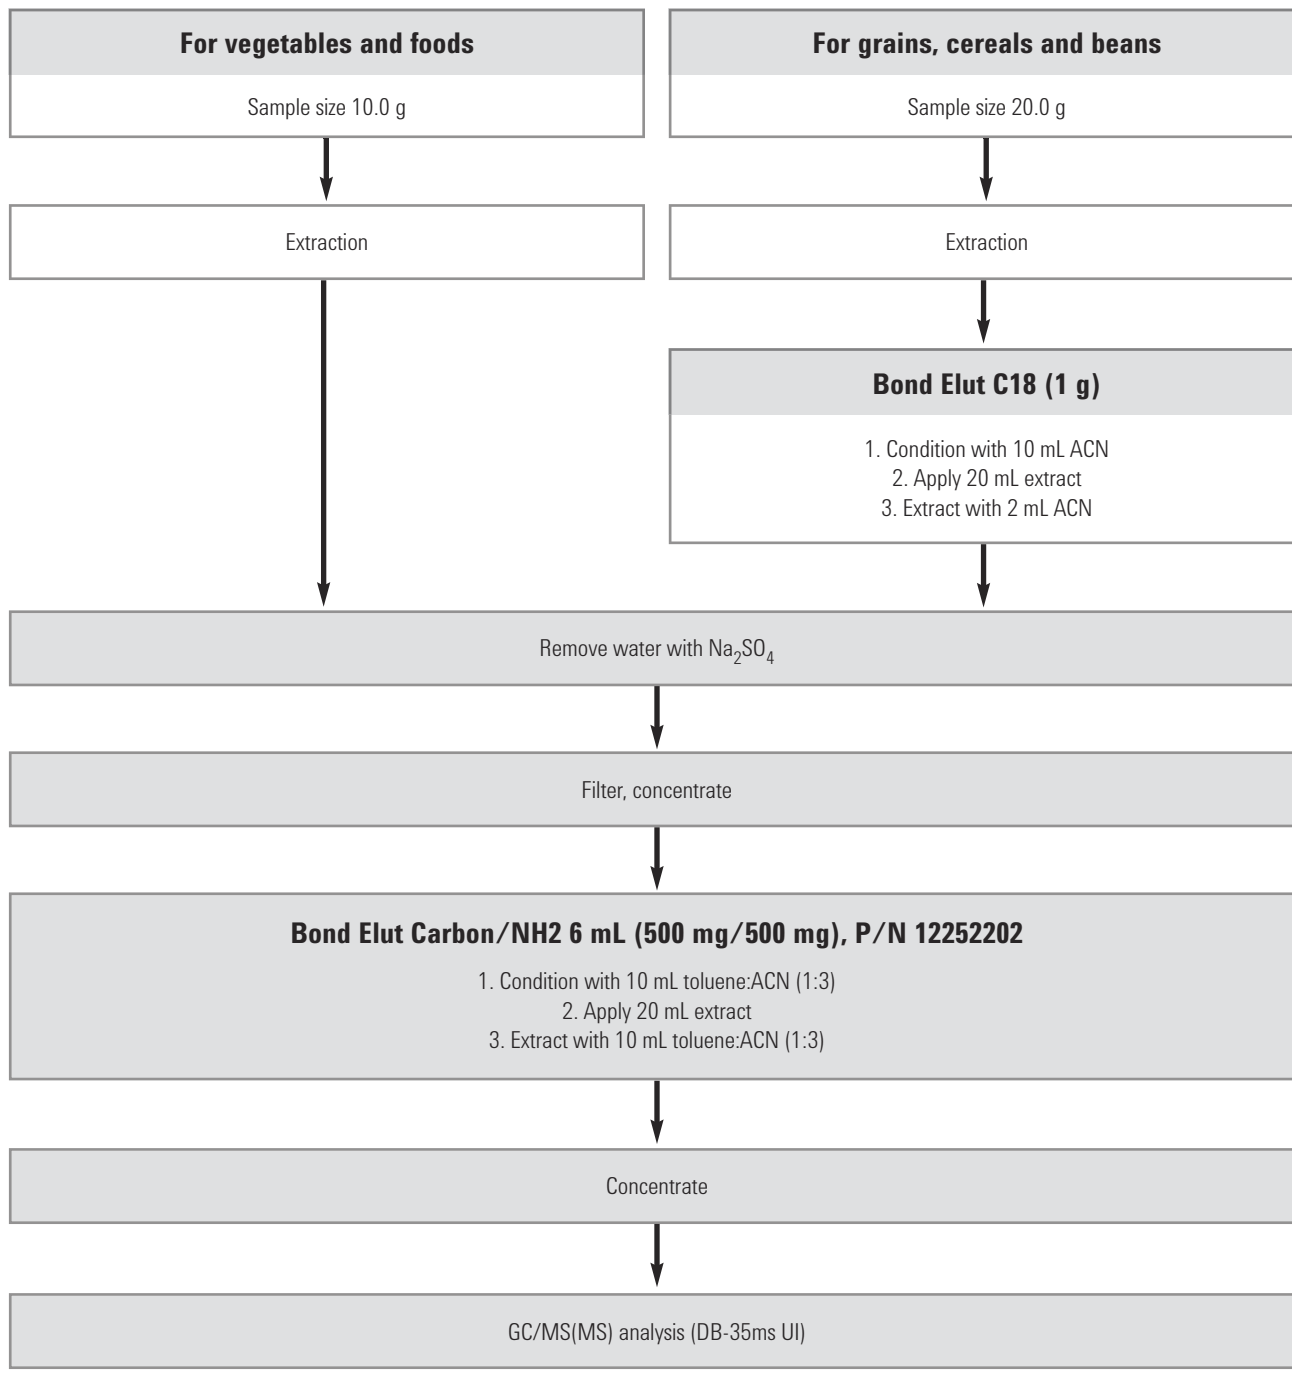 For vegetables and foods
Sample size 10.0 g
For grains, cereals and beans
Sample size 20.0 g
Extraction
Extraction
Bond Elut C18 (1 g)
1. Condition with 10 mL ACN
2. Apply 20 mL extract
3. Extract with 2 mL ACN
Remove water with Na₂SO₄
Filter, concentrate
Bond Elut Carbon/NH2 6 mL (500 mg/500 mg), P/N 12252202
1. Condition with 10 mL toluene:ACN (1:3)
2. Apply 20 mL extract
3. Extract with 10 mL toluene:ACN (1:3)
Concentrate
GC/MS(MS) analysis (DB-35ms UI)